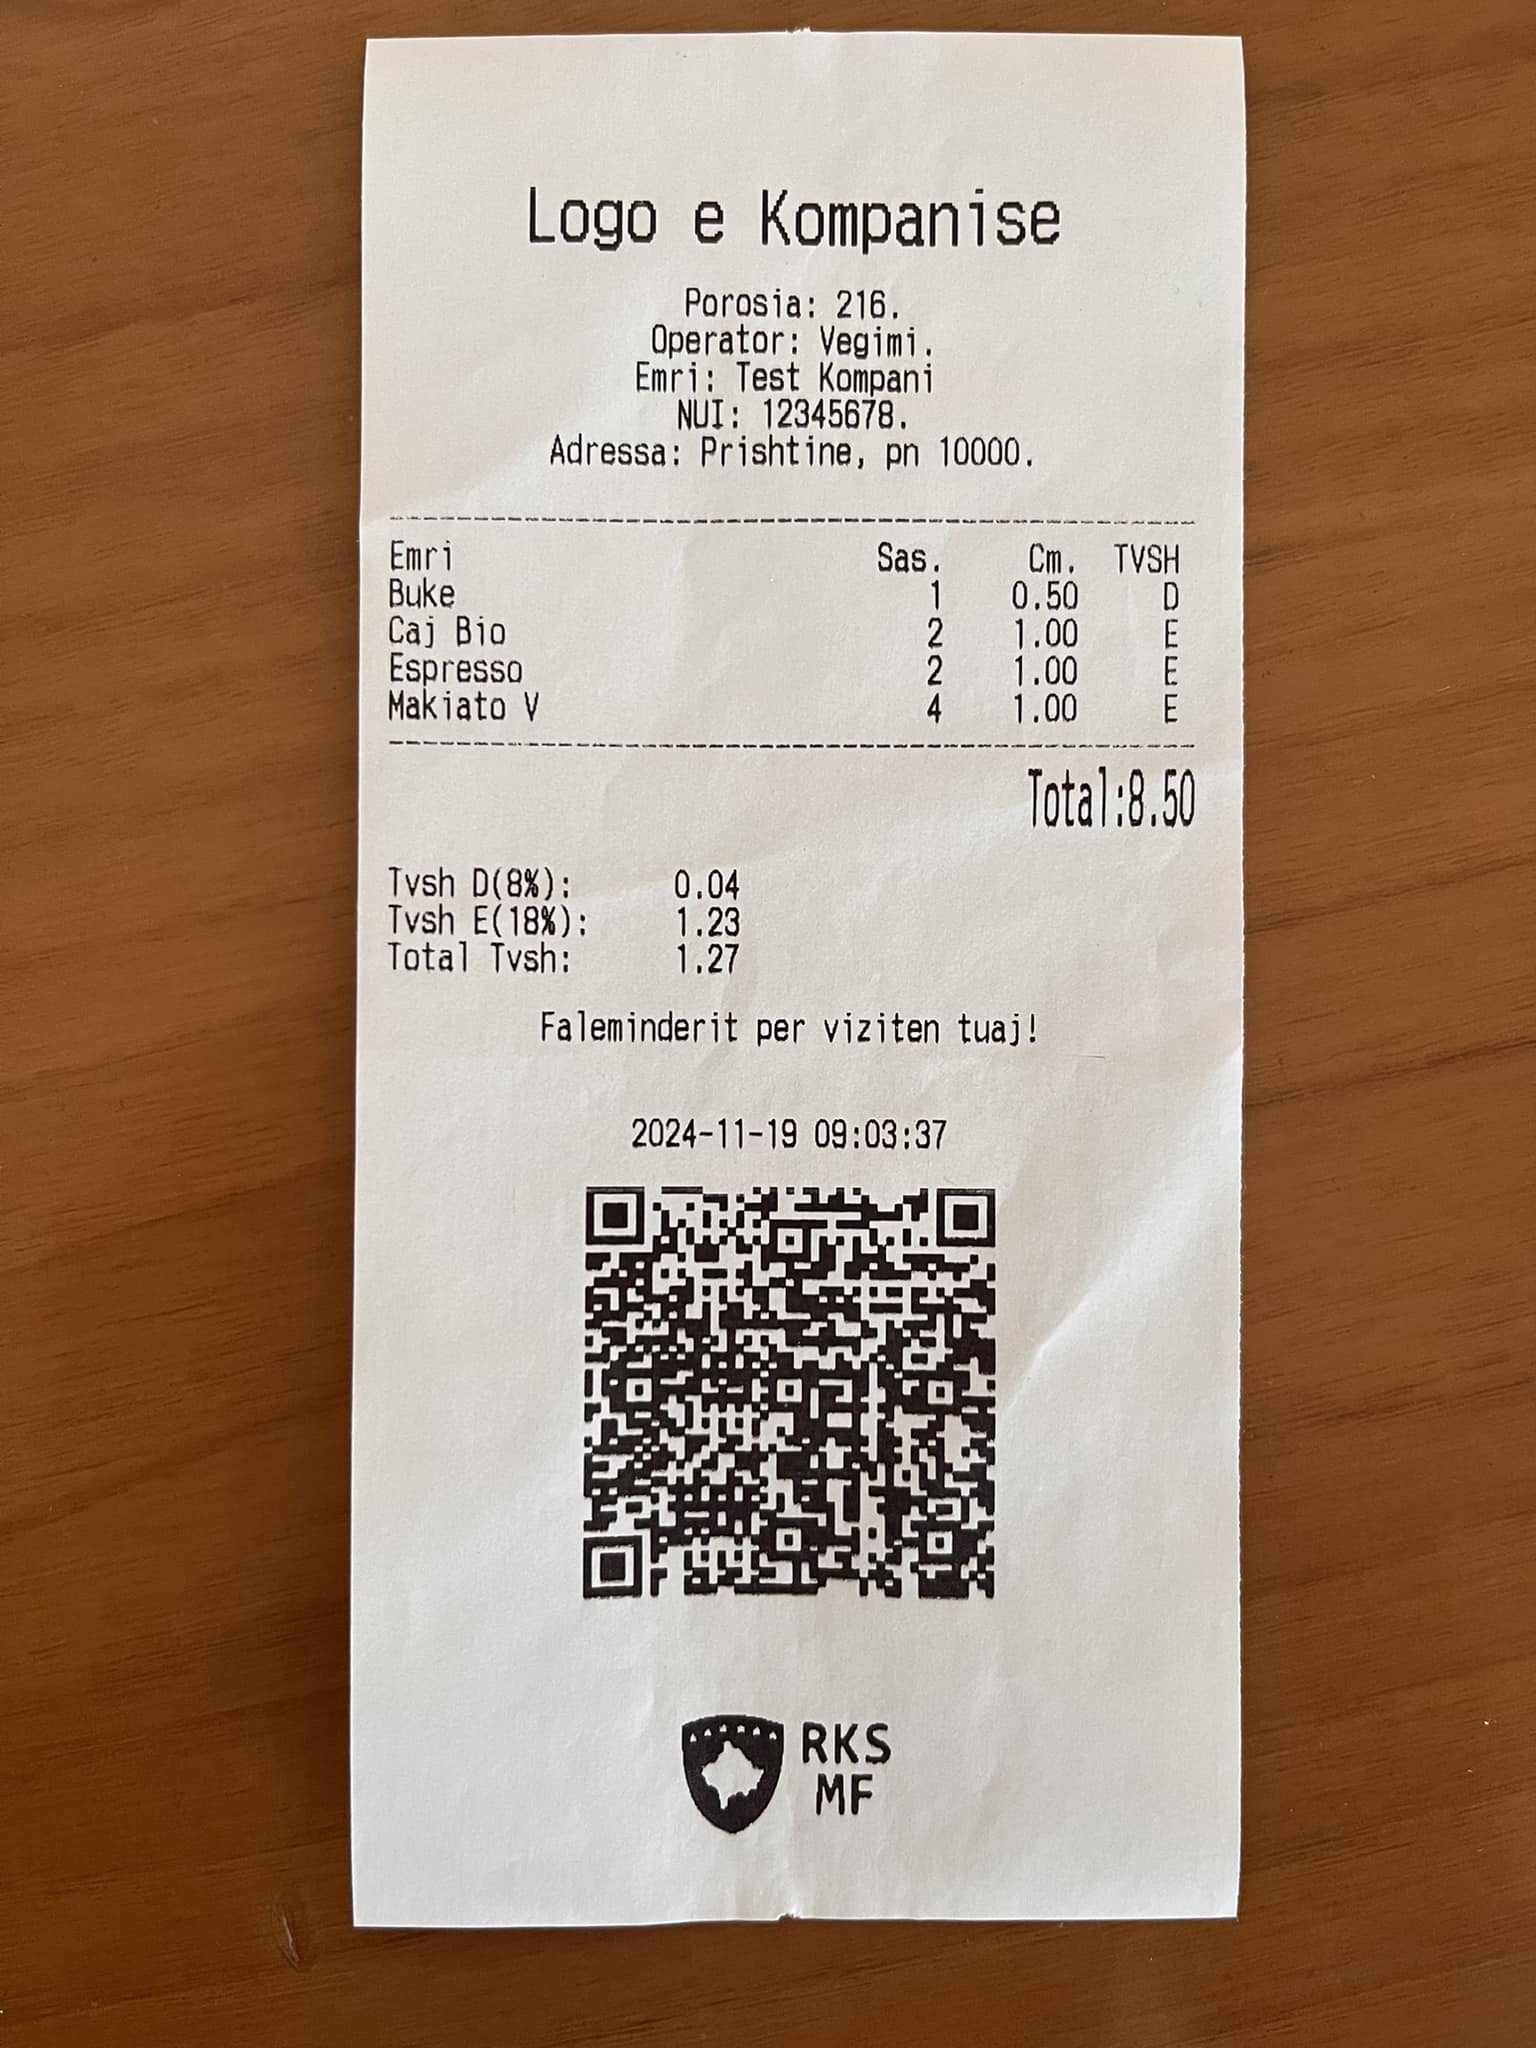 Logo e Kompanise
Porosia: 216.
Operator: Vegimi.
Emri: Test Kompani
NUI: 12345678.
Adressa: Prishtine, pn 10000.
Emri Sas. Cm. TVSH
Buke 1 0.50 D
Caj Bio 2 1.00 E
Espresso 2 1.00 E
Makiato V 4 1.00 E
Total:8.50
Tvsh D(8%): 0.04
Tvsh E(18%): 1.23
Total Tvsh: 1.27
Faleminderit per viziten tuaj!
2024-11-19 09:03:37
RKS
MF